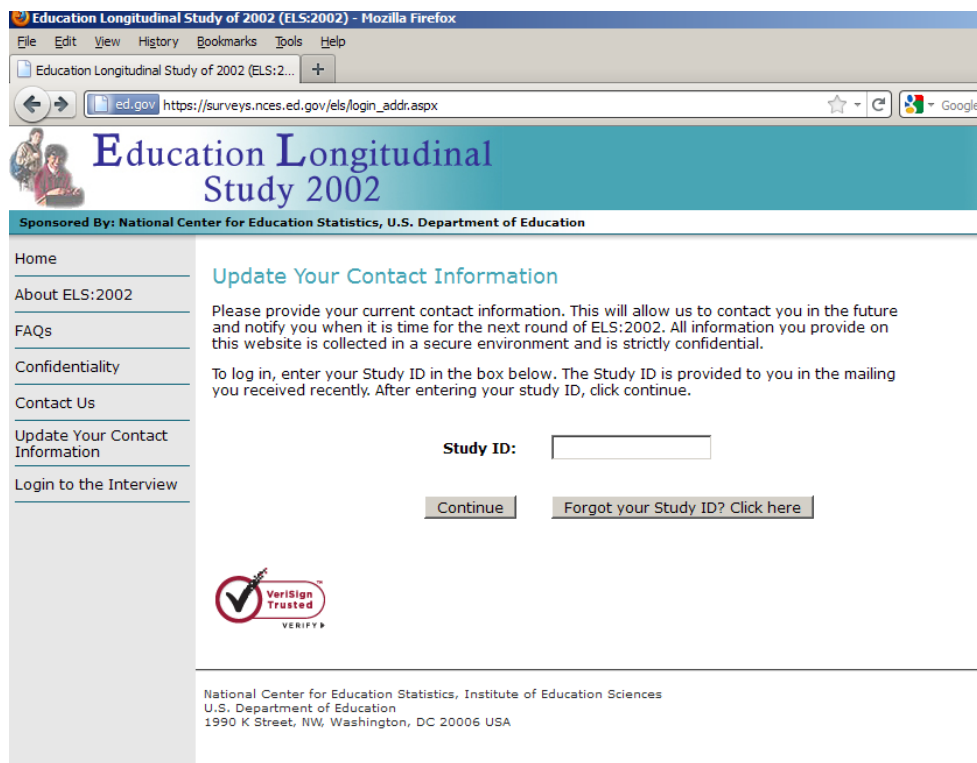 Education Longitudinal Study of 2002 (ELS:2002) - Mozilla Firefox
File Edit View History Bookmarks Tools Help
Education Longitudinal Study of 2002 (ELS:2... +
ed.gov https://surveys.nces.ed.gov/els/login_addr.aspx Google
Education Longitudinal
Study 2002
Sponsored By: National Center for Education Statistics, U.S. Department of Education
Home
About ELS:2002
FAQs
Confidentiality
Contact Us
Update Your Contact
Information
Login to the Interview
Update Your Contact Information
Please provide your current contact information. This will allow us to contact you in the future
and notify you when it is time for the next round of ELS:2002. All information you provide on
this website is collected in a secure environment and is strictly confidential.
To log in, enter your Study ID in the box below. The Study ID is provided to you in the mailing
you received recently. After entering your study ID, click continue.
Study ID:
Continue Forgot your Study ID? Click here
VeriSign
Trusted
VERIFY
National Center for Education Statistics, Institute of Education Sciences
U.S. Department of Education
1990 K Street, NW, Washington, DC 20006 USA